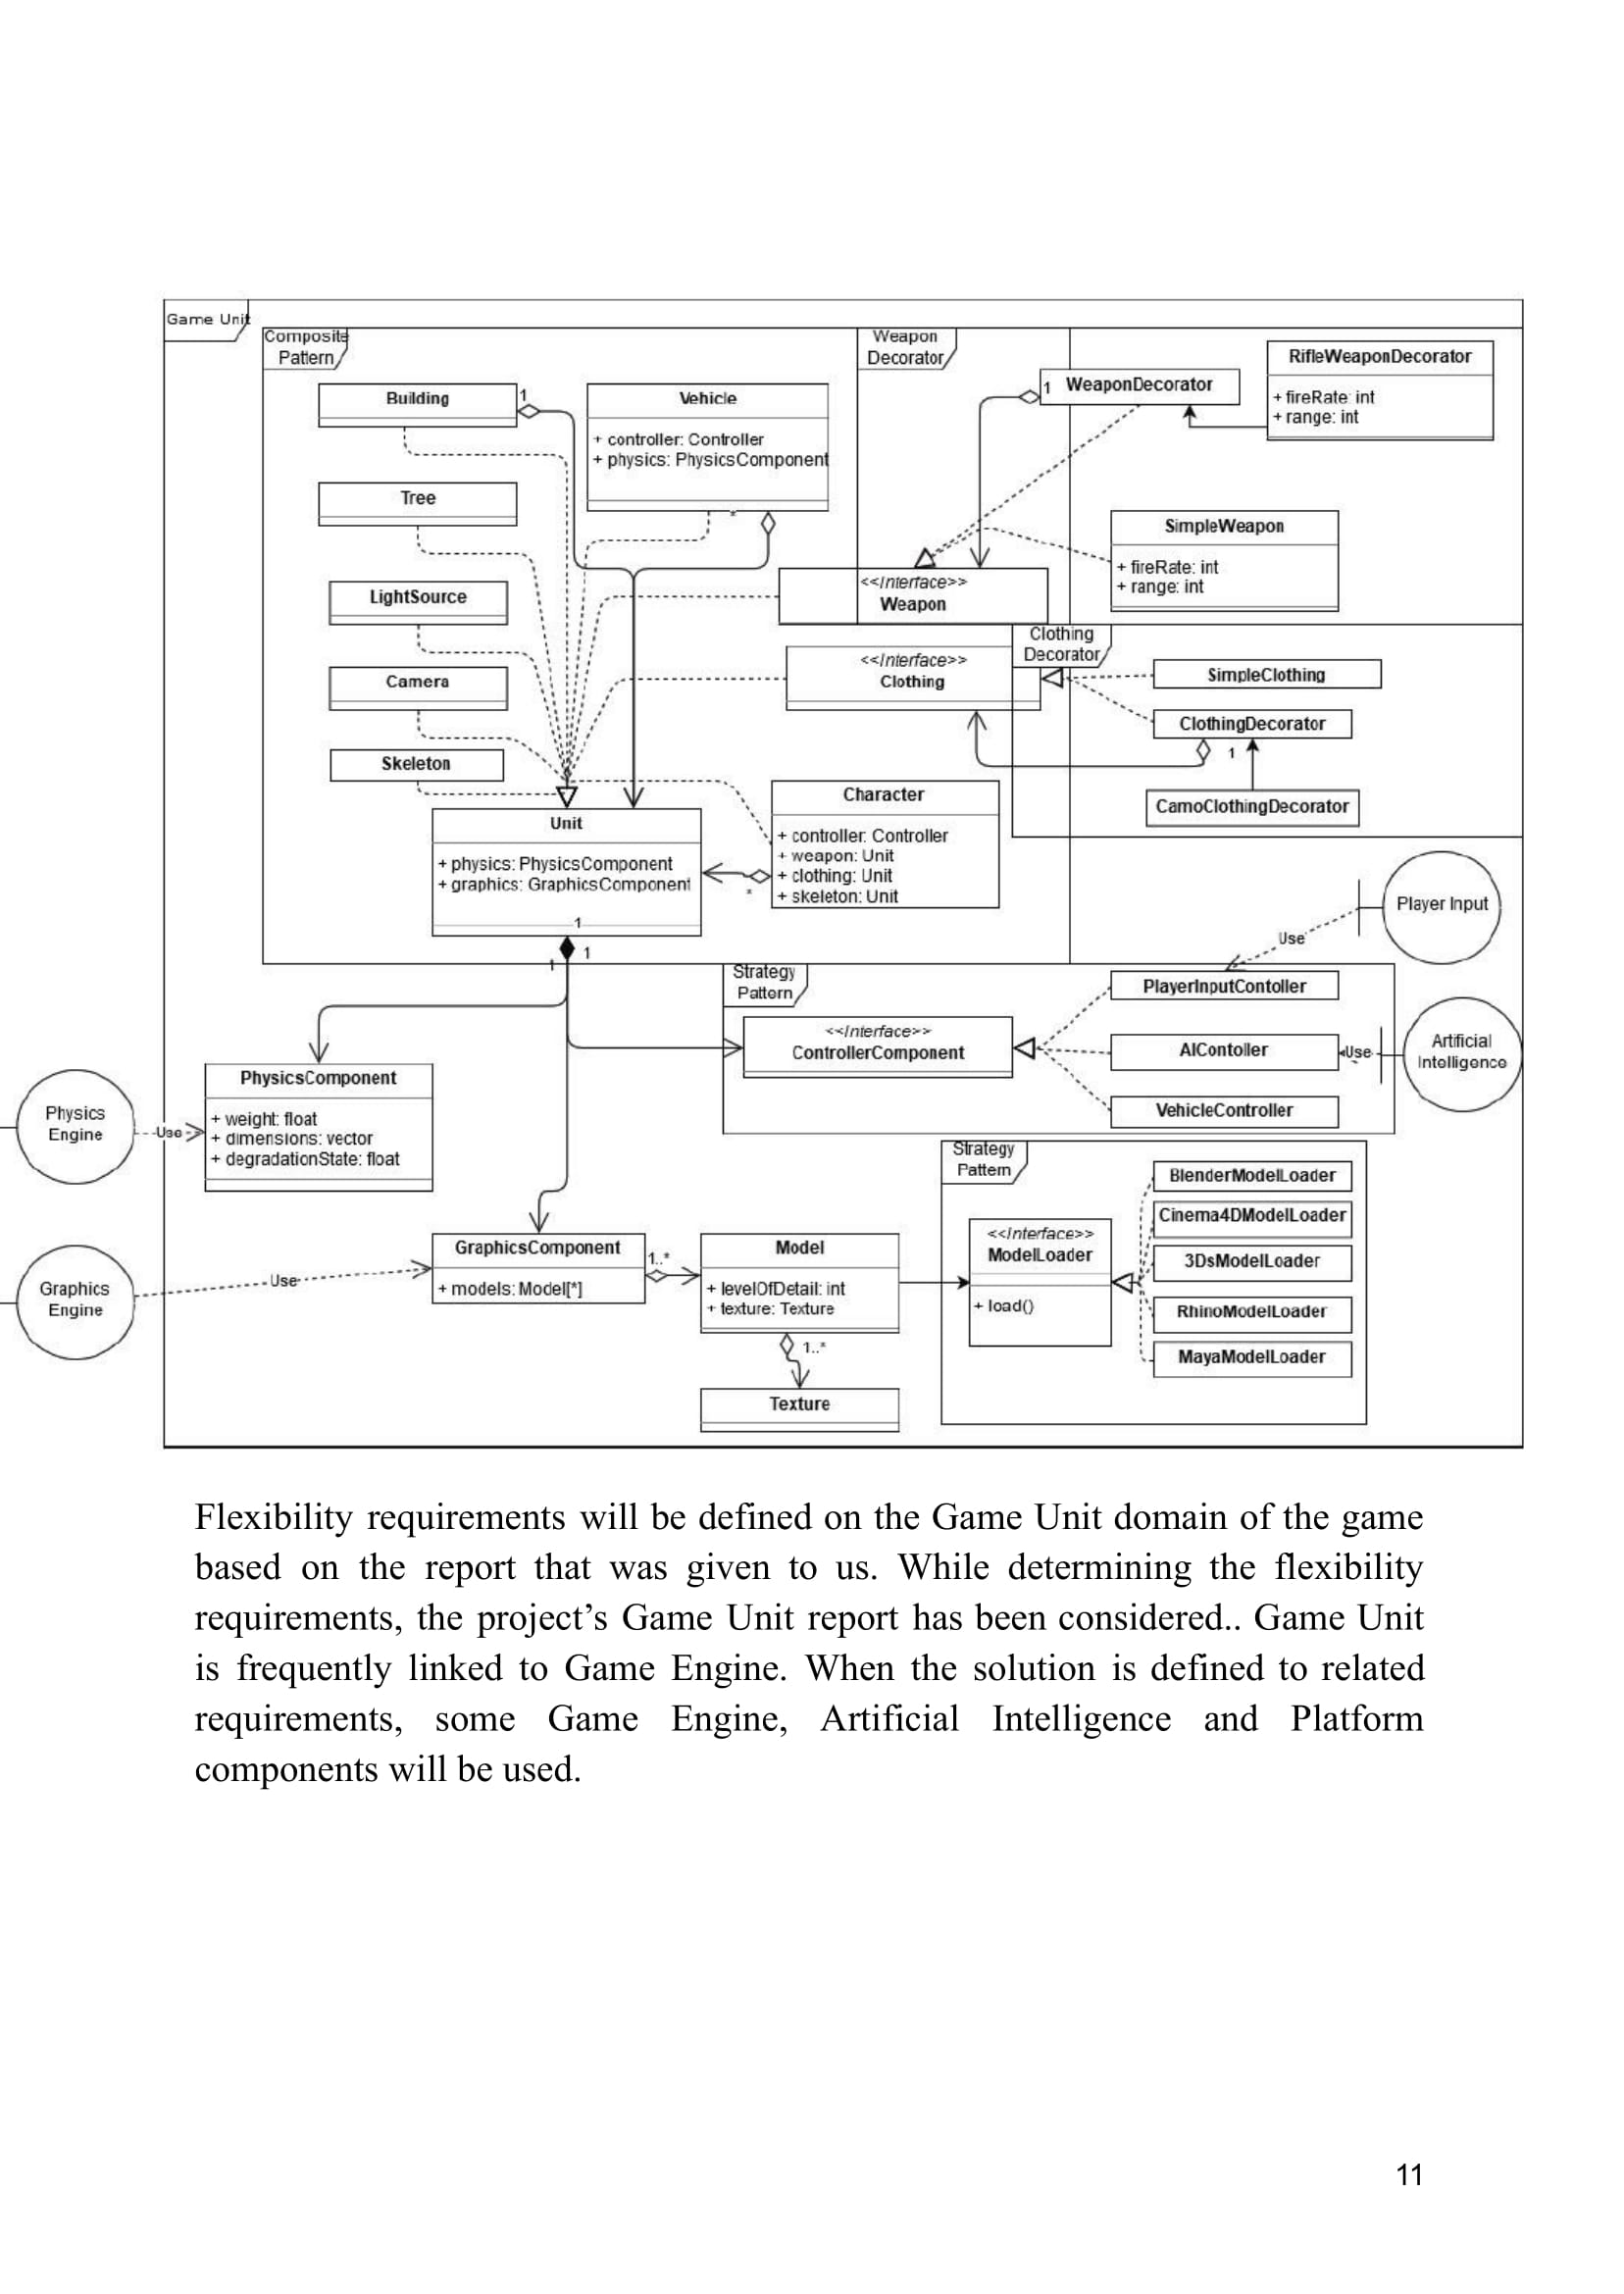 Game Unit
Composite
Pattern
Weapon
Decorator
Building
1
Vehicle
+ controller: Controller
+ physics: PhysicsComponent
*
1
WeaponDecorator
RifleWeaponDecorator
+ fireRate: int
+ range: int
Tree
SimpleWeapon
+ fireRate: int
+ range: int
LightSource
<<Interface>>
Weapon
Clothing
Decorator
<<Interface>>
Clothing
SimpleClothing
Camera
ClothingDecorator
1
Skeleton
CamoClothingDecorator
Unit
+ physics: PhysicsComponent
+ graphics: GraphicsComponent
1
Character
+ controller: Controller
+ weapon: Unit
+ clothing: Unit
+ skeleton: Unit
*
Player Input
Use
1
1
Strategy
Pattern
PlayerInputContoller
<<Interface>>
ControllerComponent
AIContoller
Use
Artificial
Intelligence
VehicleController
Physics
Engine
Use
PhysicsComponent
+ weight: float
+ dimensions: vector
+ degradationState: float
Strategy
Pattern
BlenderModelLoader
Cinema4DModelLoader
3DsModelLoader
RhinoModelLoader
MayaModelLoader
<<Interface>>
ModelLoader
+ load()
Graphics
Engine
Use
GraphicsComponent
+ models: Model[*]
1..*
Model
+ levelOfDetail: int
+ texture: Texture
1..*
Texture
Flexibility requirements will be defined on the Game Unit domain of the game
based on the report that was given to us. While determining the flexibility
requirements, the project’s Game Unit report has been considered.. Game Unit
is frequently linked to Game Engine. When the solution is defined to related
requirements, some Game Engine, Artificial Intelligence and Platform
components will be used.
11